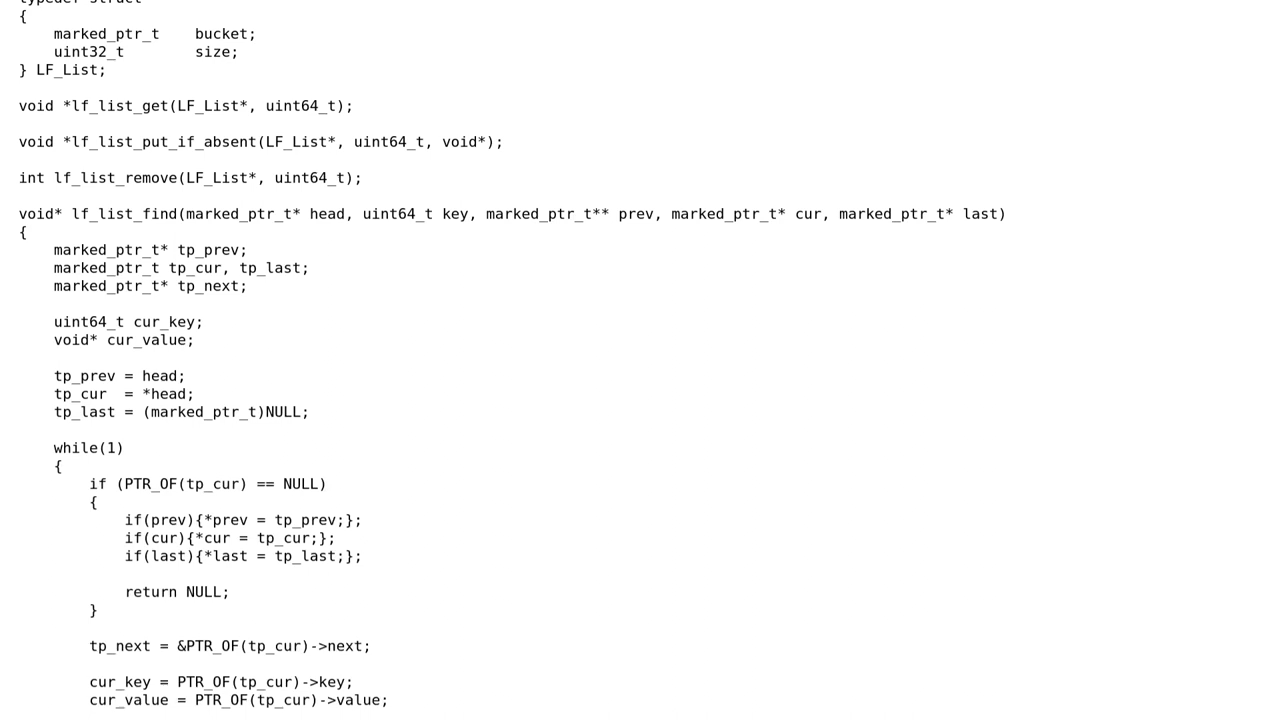 typedef struct
{
    marked_ptr_t    bucket;
    uint32_t        size;
} LF_List;

void *lf_list_get(LF_List*, uint64_t);

void *lf_list_put_if_absent(LF_List*, uint64_t, void*);

int lf_list_remove(LF_List*, uint64_t);

void* lf_list_find(marked_ptr_t* head, uint64_t key, marked_ptr_t** prev, marked_ptr_t* cur, marked_ptr_t* last)
{
    marked_ptr_t* tp_prev;
    marked_ptr_t tp_cur, tp_last;
    marked_ptr_t* tp_next;

    uint64_t cur_key;
    void* cur_value;

    tp_prev = head;
    tp_cur  = *head;
    tp_last = (marked_ptr_t)NULL;

    while(1)
    {
        if (PTR_OF(tp_cur) == NULL)
        {
            if(prev){*prev = tp_prev;};
            if(cur){*cur = tp_cur;};
            if(last){*last = tp_last;};

            return NULL;
        }

        tp_next = &PTR_OF(tp_cur)->next;

        cur_key = PTR_OF(tp_cur)->key;
        cur_value = PTR_OF(tp_cur)->value;